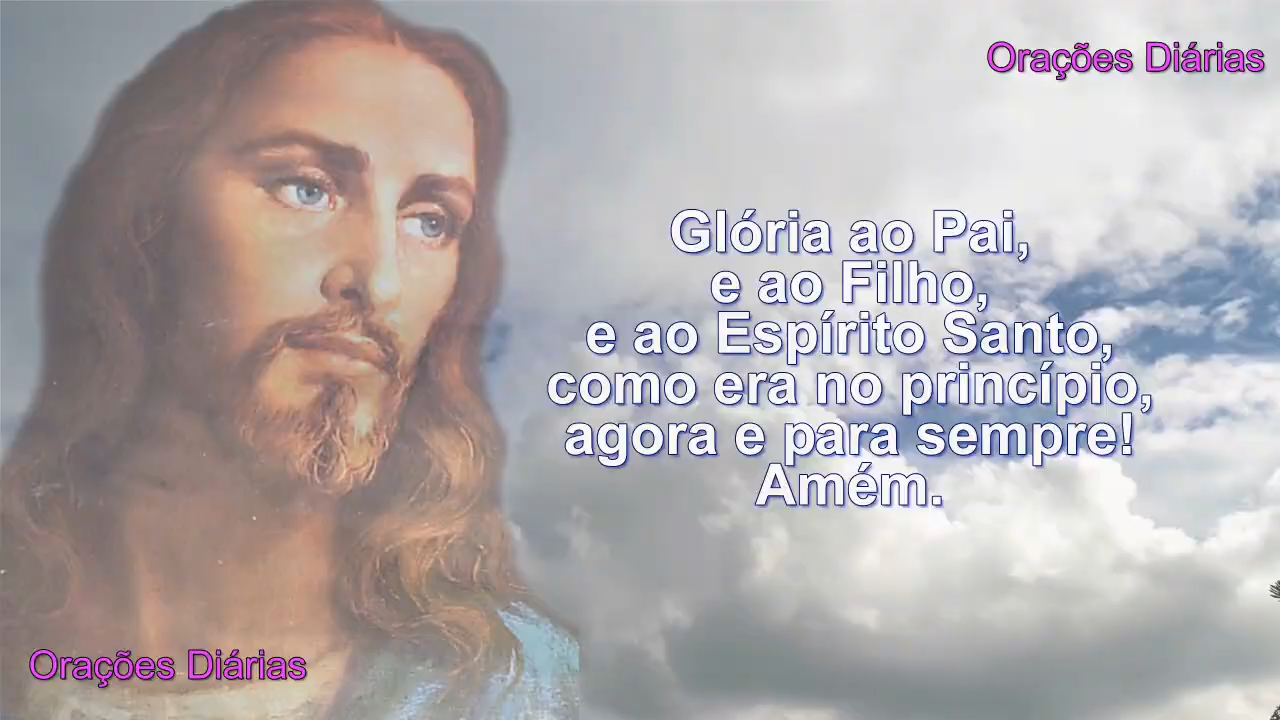 Orações Diárias
Glória ao Pai,
e ao Filho,
e ao Espírito Santo,
como era no princípio,
agora e para sempre!
Amém.
Orações Diárias